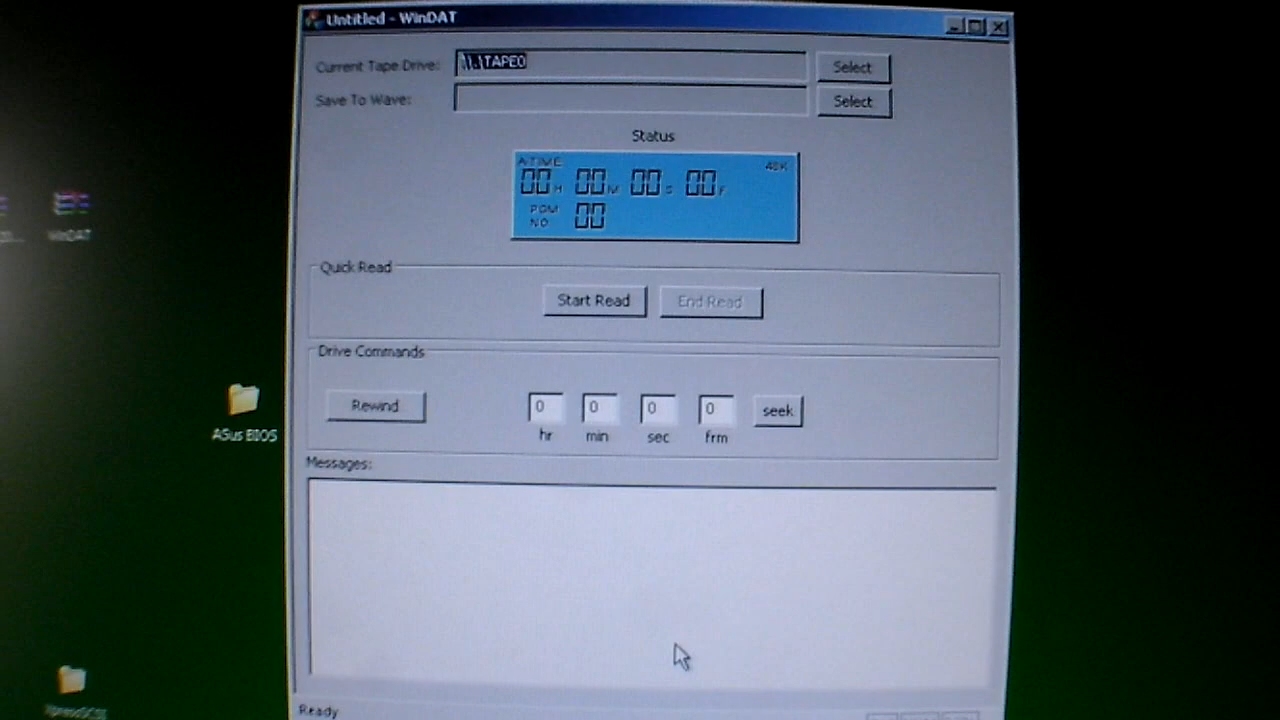 Untitled - WinDAT
Current Tape Drive: \\.\TAPE0 Select
Save To Wave: Select
Status
A-TIME 48K
00 H 00 M 00 S 00 F
PGM
NO 00
WinDAT
Quick Read
Start Read End Read
Drive Commands
Rewind 0 0 0 0 seek
hr min sec frm
ASus BIOS
Messages:
Ready